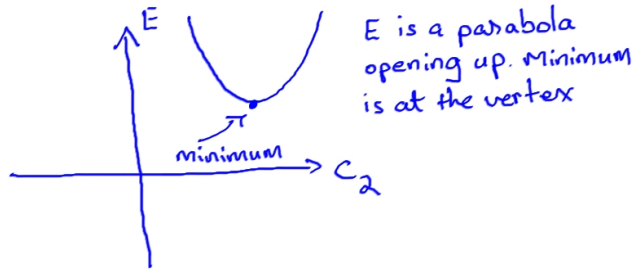 E
E is a parabola
opening up. Minimum
is at the vertex
minimum
C2